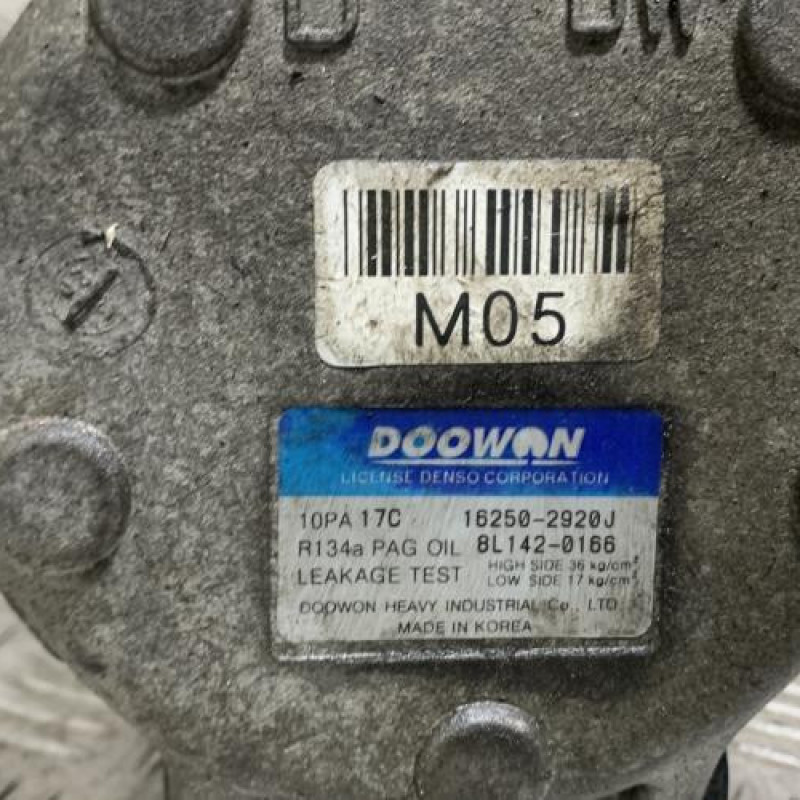 M05
DOOWON
LICENSE DENSO CORPORATION
10PA 17C 16250-2920J
R134a PAG OIL 8L142-0166
LEAKAGE TEST HIGH SIDE 36 kg/cm²
LOW SIDE 17 kg/cm²
DOOWON HEAVY INDUSTRIAL Co., LTD.
MADE IN KOREA